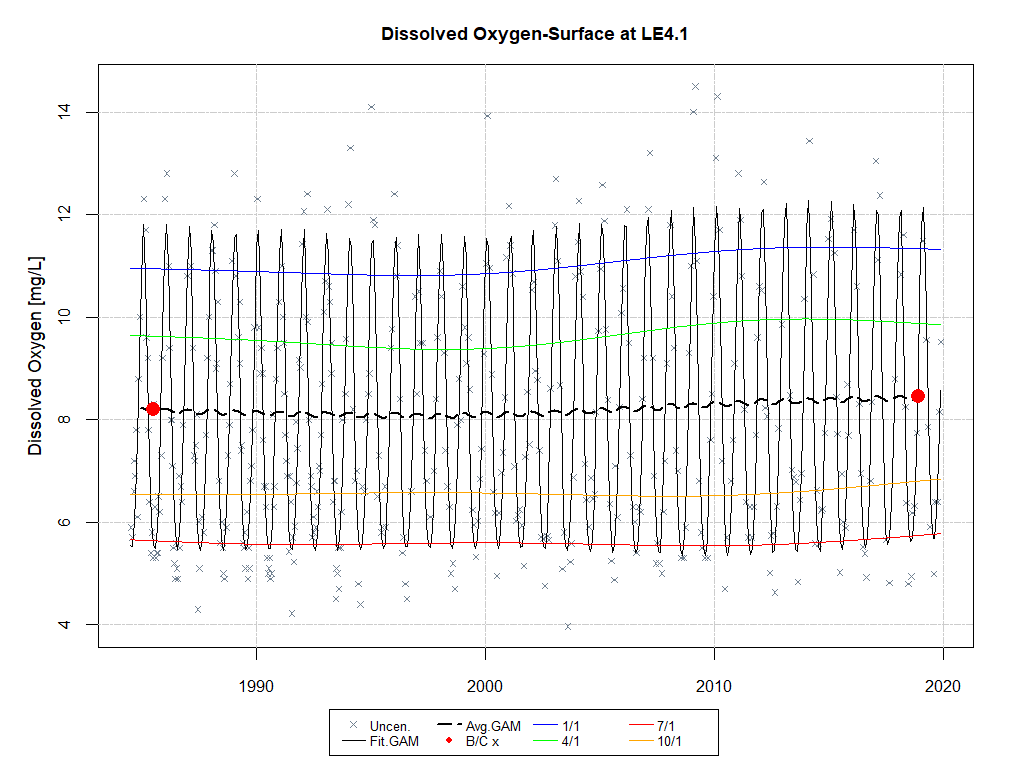 Dissolved Oxygen-Surface at LE4.1
Dissolved Oxygen [mg/L]
14
12
10
8
6
4
1990 2000 2010 2020
Uncen. Avg.GAM 1/1 7/1
Fit.GAM B/C x 4/1 10/1